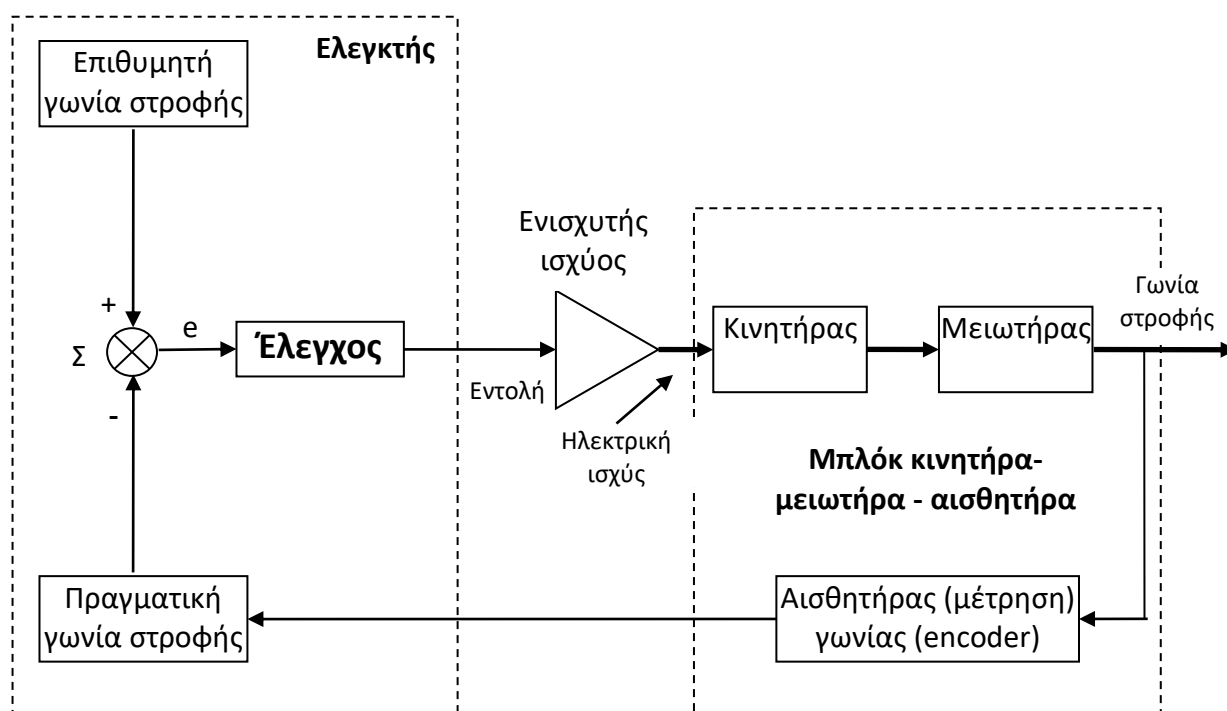 Ελεγκτής
Επιθυμητή
γωνία στροφής
Ενισχυτής
ισχύος
Γωνία
στροφής
+
Σ
e
Έλεγχος
Κινητήρας
Μειωτήρας
-
Εντολή
Ηλεκτρική
ισχύς
Μπλόκ κινητήρα-
μειωτήρα - αισθητήρα
Πραγματική
γωνία στροφής
Αισθητήρας (μέτρηση)
γωνίας (encoder)